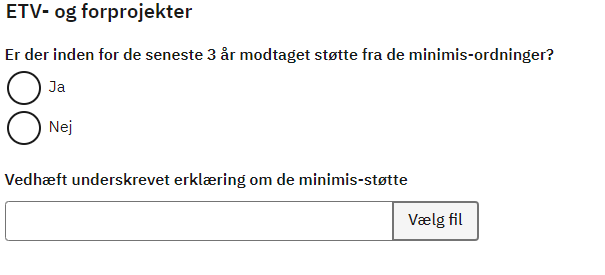 ETV- og forprojekter
Er der inden for de seneste 3 år modtaget støtte fra de minimis-ordninger?
Ja
Nej
Vedhæft underskrevet erklæring om de minimis-støtte
Vælg fil